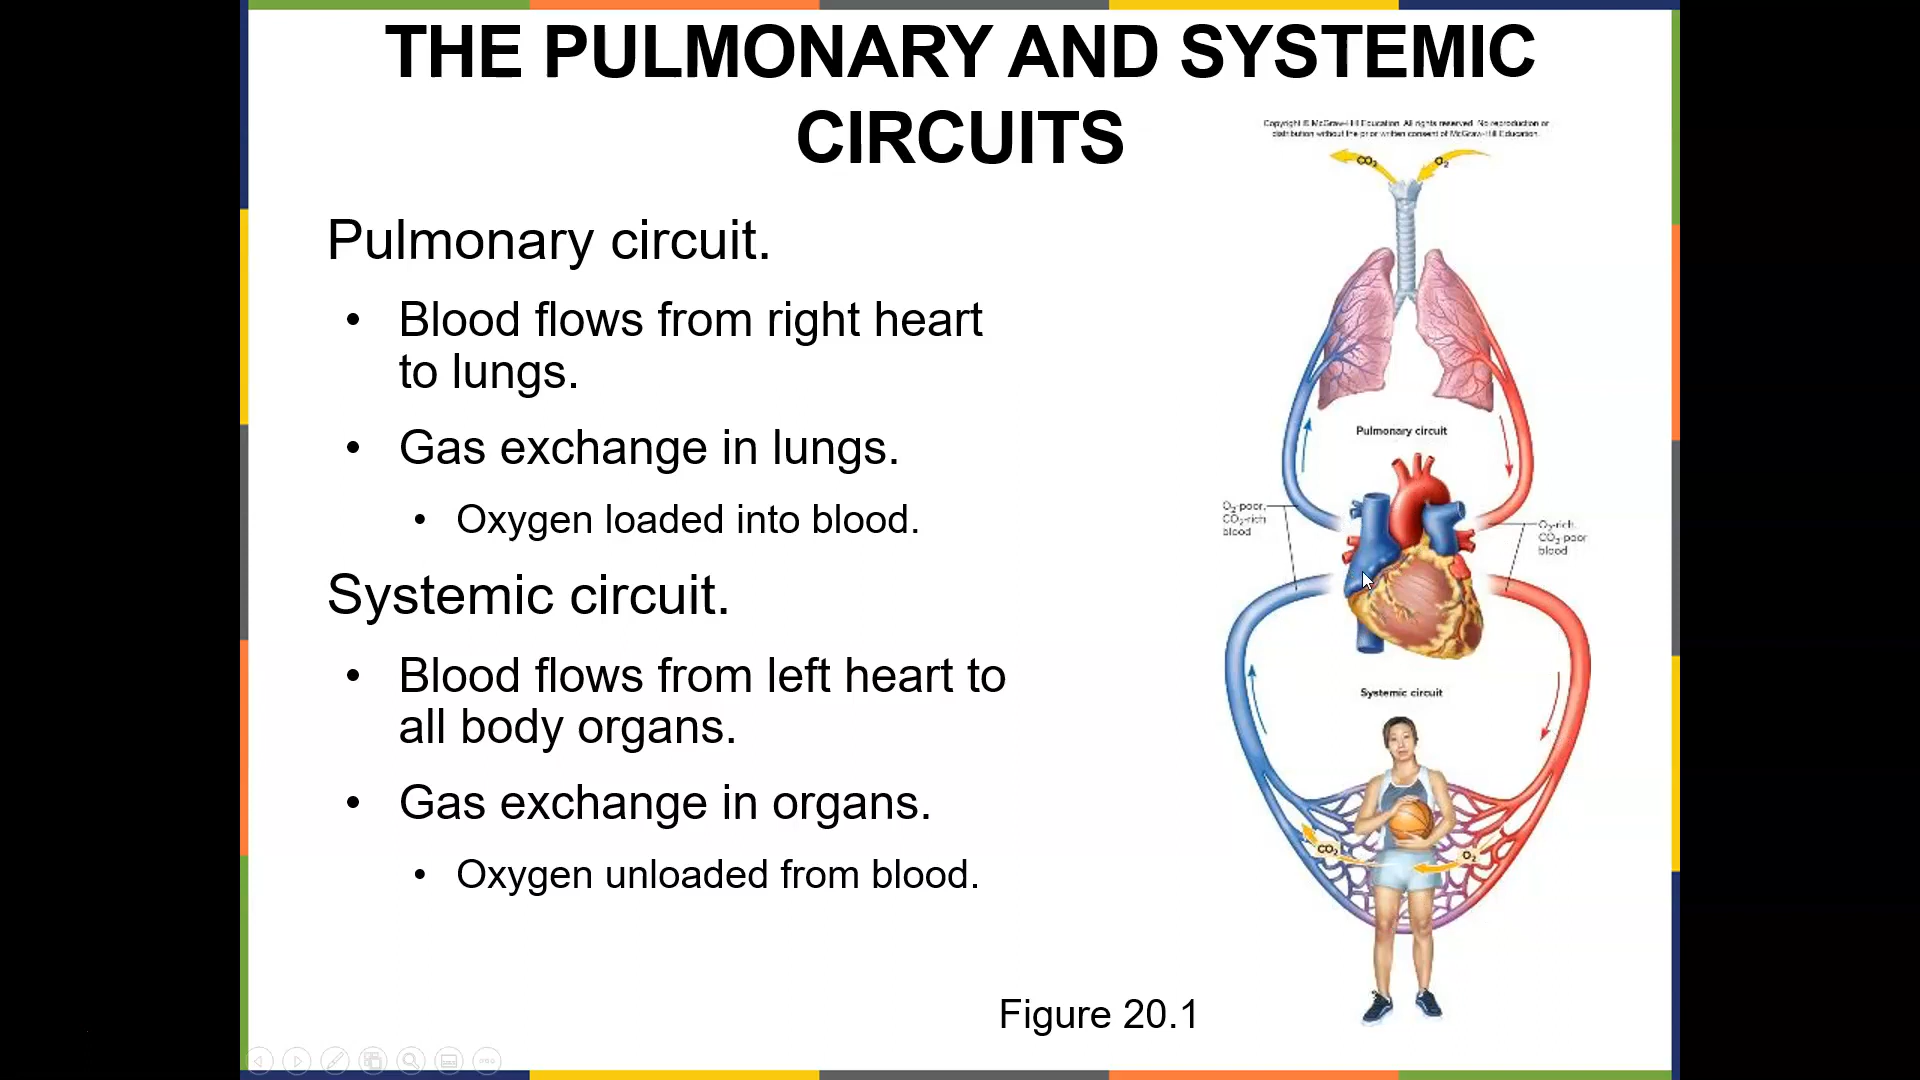 THE PULMONARY AND SYSTEMIC
CIRCUITS
Copyright © McGraw-Hill Education. All rights reserved. No reproduction or
distribution without the prior written consent of McGraw-Hill Education.
CO2
O2
Pulmonary circuit.
• Blood flows from right heart
to lungs.
• Gas exchange in lungs.
• Oxygen loaded into blood.
Systemic circuit.
• Blood flows from left heart to
all body organs.
• Gas exchange in organs.
• Oxygen unloaded from blood.
Pulmonary circuit
O2-poor,
CO2-rich
blood
O2-rich,
CO2-poor
blood
Systemic circuit
CO2
O2
Figure 20.1